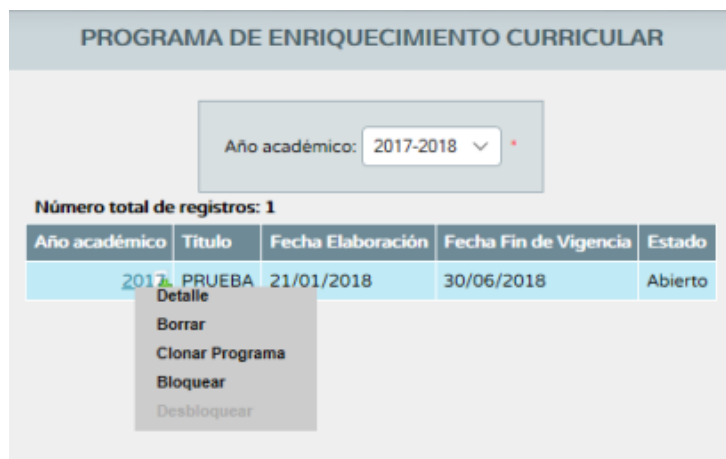 PROGRAMA DE ENRIQUECIMIENTO CURRICULAR
Año académico: 2017-2018 *
Número total de registros: 1
Año académico Título Fecha Elaboración Fecha Fin de Vigencia Estado
2017 PRUEBA 21/01/2018 30/06/2018 Abierto
Detalle
Borrar
Clonar Programa
Bloquear
Desbloquear